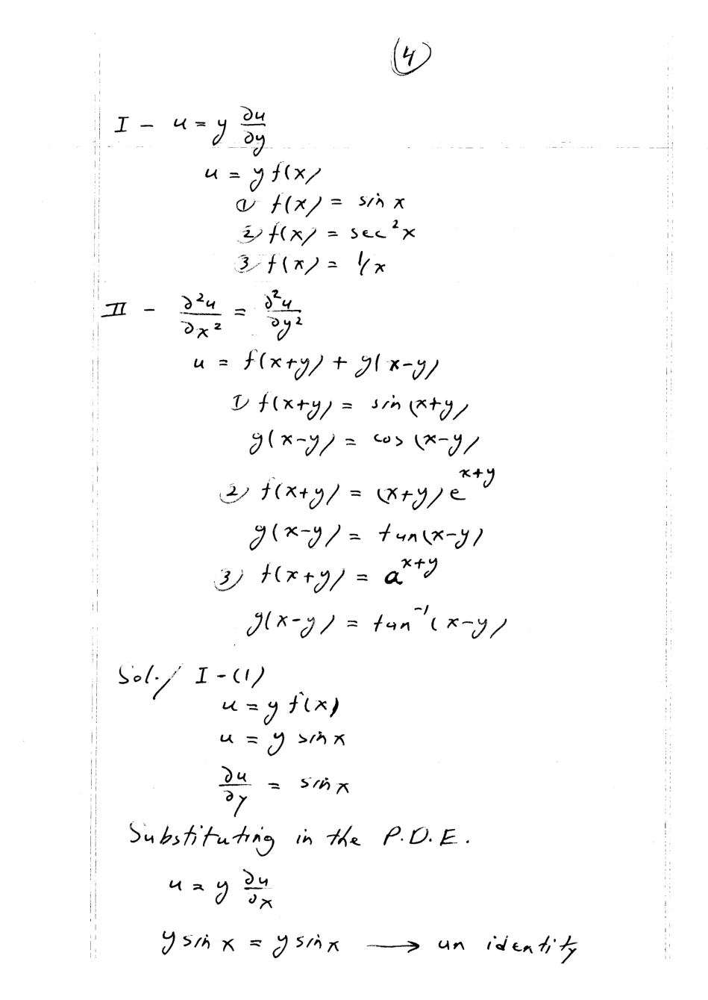 (4)
I - u = y ∂u/∂y
u = y f(x)
① f(x) = sin x
② f(x) = sec²x
③ f(x) = 1/x
II - ∂²u/∂x² = ∂²u/∂y²
u = f(x+y) + g(x-y)
① f(x+y) = sin (x+y)
g(x-y) = cos (x-y)
② f(x+y) = (x+y) e^(x+y)
g(x-y) = tan(x-y)
③ f(x+y) = a^(x+y)
g(x-y) = tan⁻¹(x-y)
Sol./ I - (1)
u = y f(x)
u = y sin x
∂u/∂y = sin x
Substituting in the P.D.E.
u = y ∂u/∂x
y sin x = y sin x ⟶ an identity